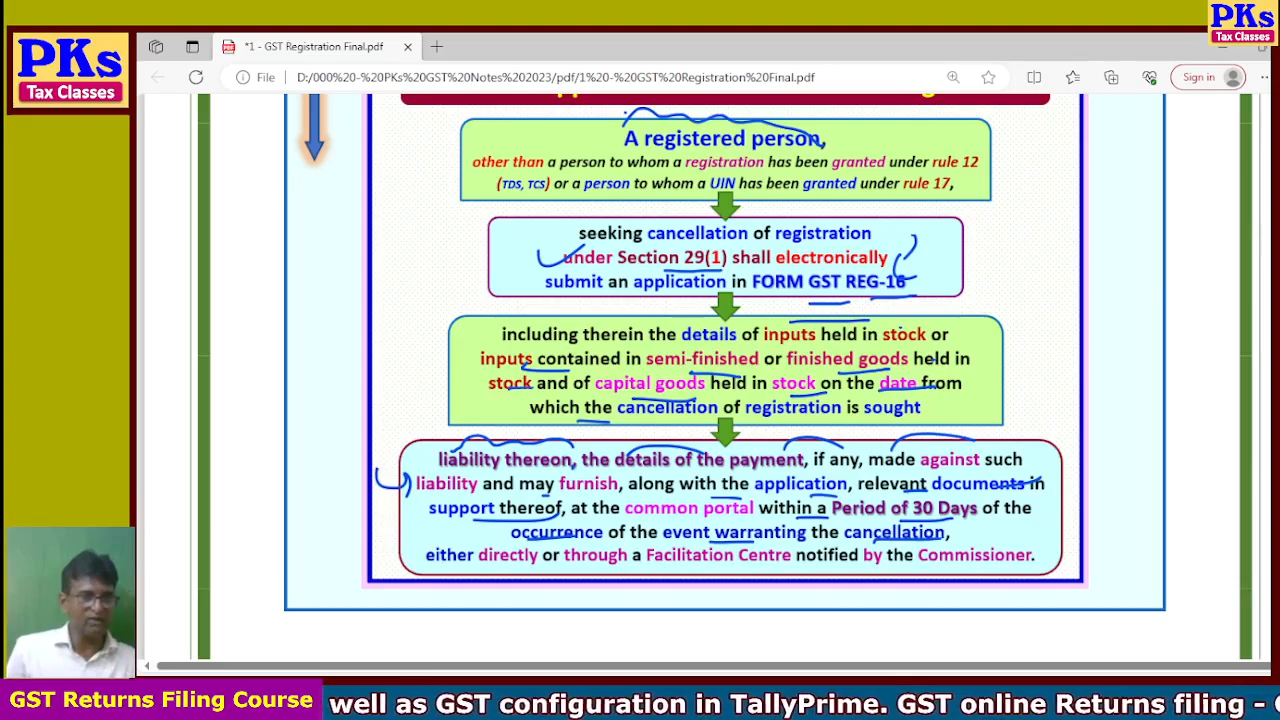 PKs
Tax Classes
*1 - GST Registration Final.pdf
PKs
Tax Classes
File D:/000%20-%20PKs%20GST%20Notes%202023/pdf/1%20-%20GST%20Registration%20Final.pdf
Sign in
A registered person,
other than a person to whom a registration has been granted under rule 12
(TDS, TCS) or a person to whom a UIN has been granted under rule 17,
seeking cancellation of registration
under Section 29(1) shall electronically
submit an application in FORM GST REG-16
including therein the details of inputs held in stock or
inputs contained in semi-finished or finished goods held in
stock and of capital goods held in stock on the date from
which the cancellation of registration is sought
liability thereon, the details of the payment, if any, made against such
liability and may furnish, along with the application, relevant documents in
support thereof, at the common portal within a Period of 30 Days of the
occurrence of the event warranting the cancellation,
either directly or through a Facilitation Centre notified by the Commissioner.
GST Returns Filing Course
well as GST configuration in TallyPrime. GST online Returns filing -